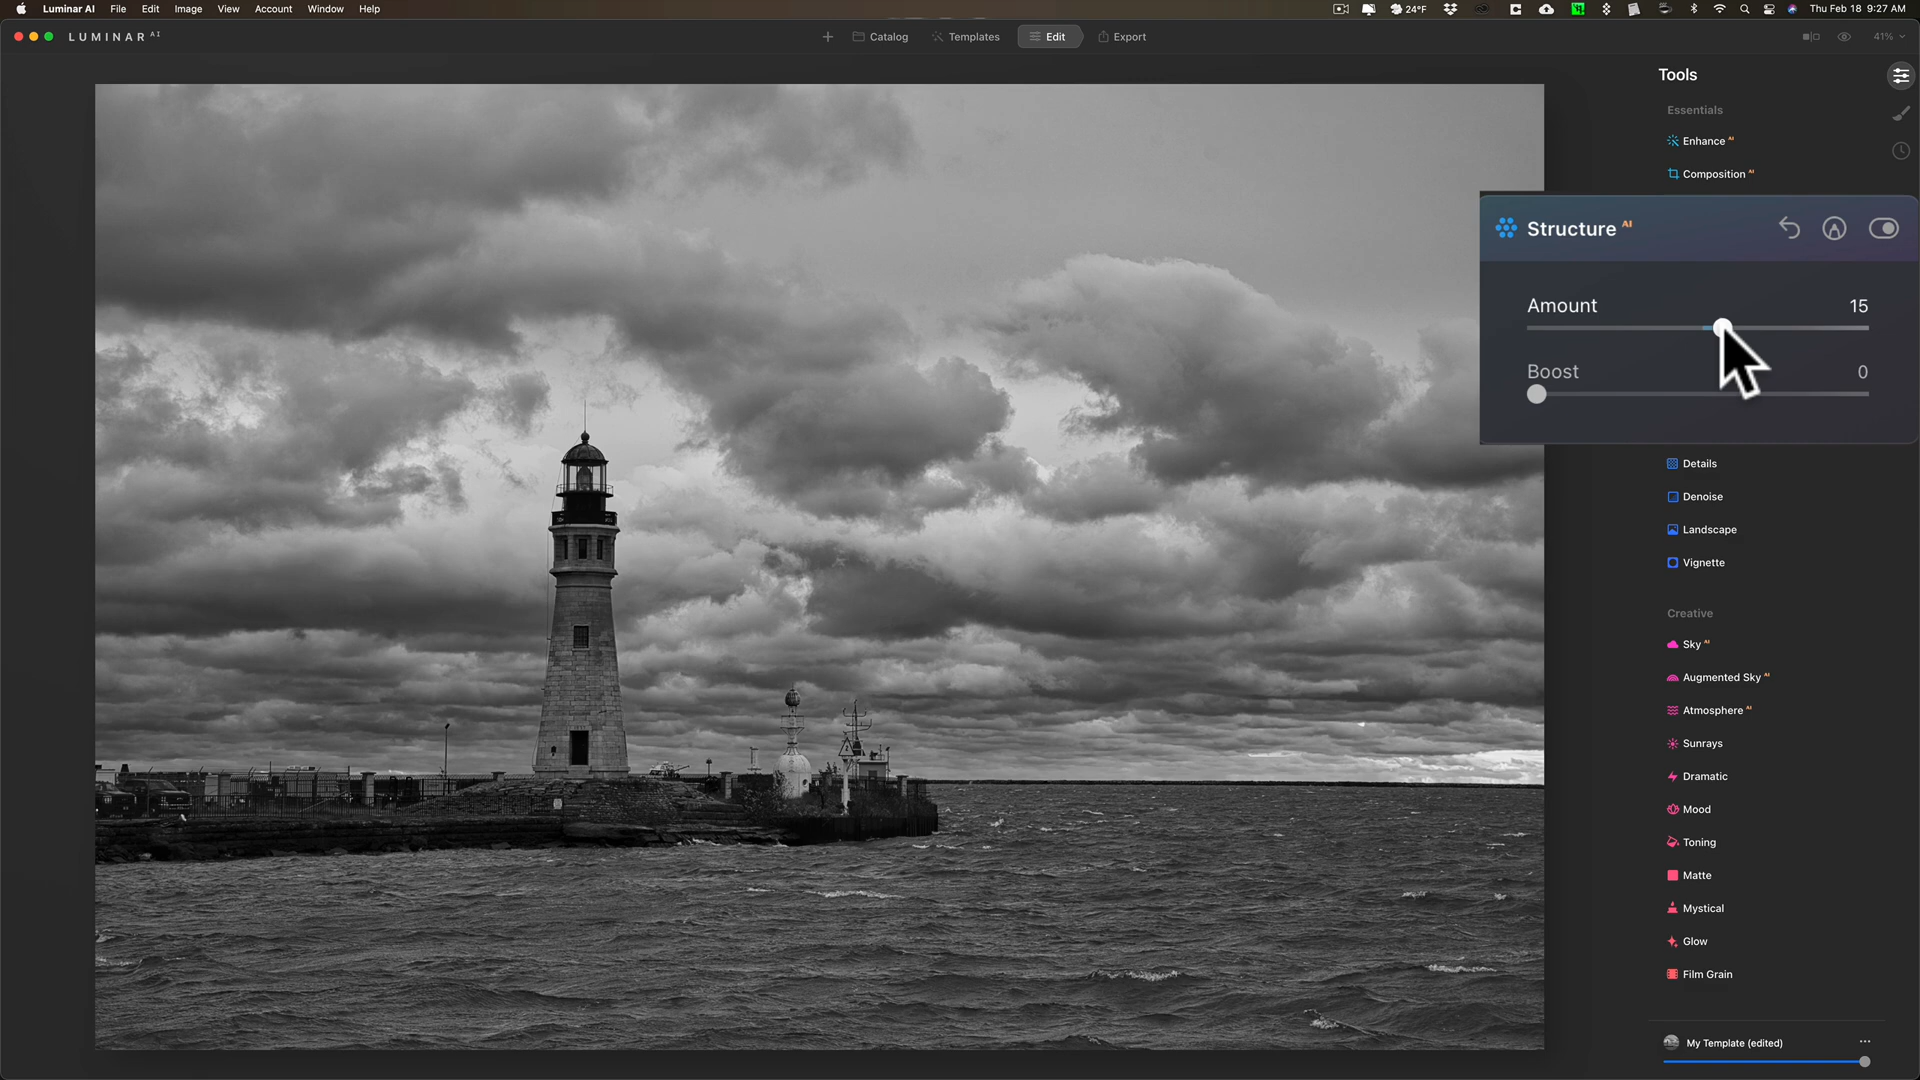 Luminar AI File Edit Image View Account Window Help 24°F Thu Feb 18 9:27 AM
LUMINAR AI Catalog Templates Edit Export 41%
Tools
Essentials
Enhance AI
Composition AI
Structure AI
Amount 15
Boost 0
Details
Denoise
Landscape
Vignette
Creative
Sky AI
Augmented Sky AI
Atmosphere AI
Sunrays
Dramatic
Mood
Toning
Matte
Mystical
Glow
Film Grain
My Template (edited)